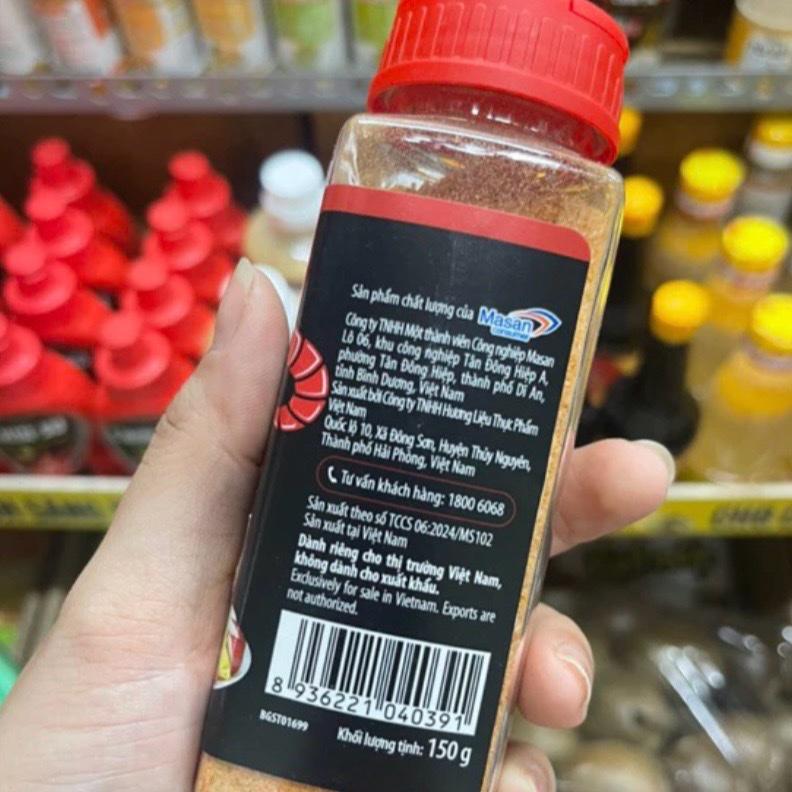 Sản phẩm chất lượng của Masan Consumer
Công ty TNHH Một thành viên Công nghiệp Masan
Lô 06, khu công nghiệp Tân Đông Hiệp A,
phường Tân Đông Hiệp, thành phố Dĩ An,
tỉnh Bình Dương, Việt Nam
Sản xuất bởi Công ty TNHH Hương Liệu Thực Phẩm
Việt Nam
Quốc lộ 10, Xã Đông Sơn, Huyện Thủy Nguyên,
Thành phố Hải Phòng, Việt Nam
Tư vấn khách hàng: 1800 6068
Sản xuất theo số TCCS 06:2024/MS102
Sản xuất tại Việt Nam
Dành riêng cho thị trường Việt Nam,
không dành cho xuất khẩu.
Exclusively for sale in Vietnam. Exports are
not authorized.
8 936221 040391
BGST01699
Khối lượng tịnh: 150 g